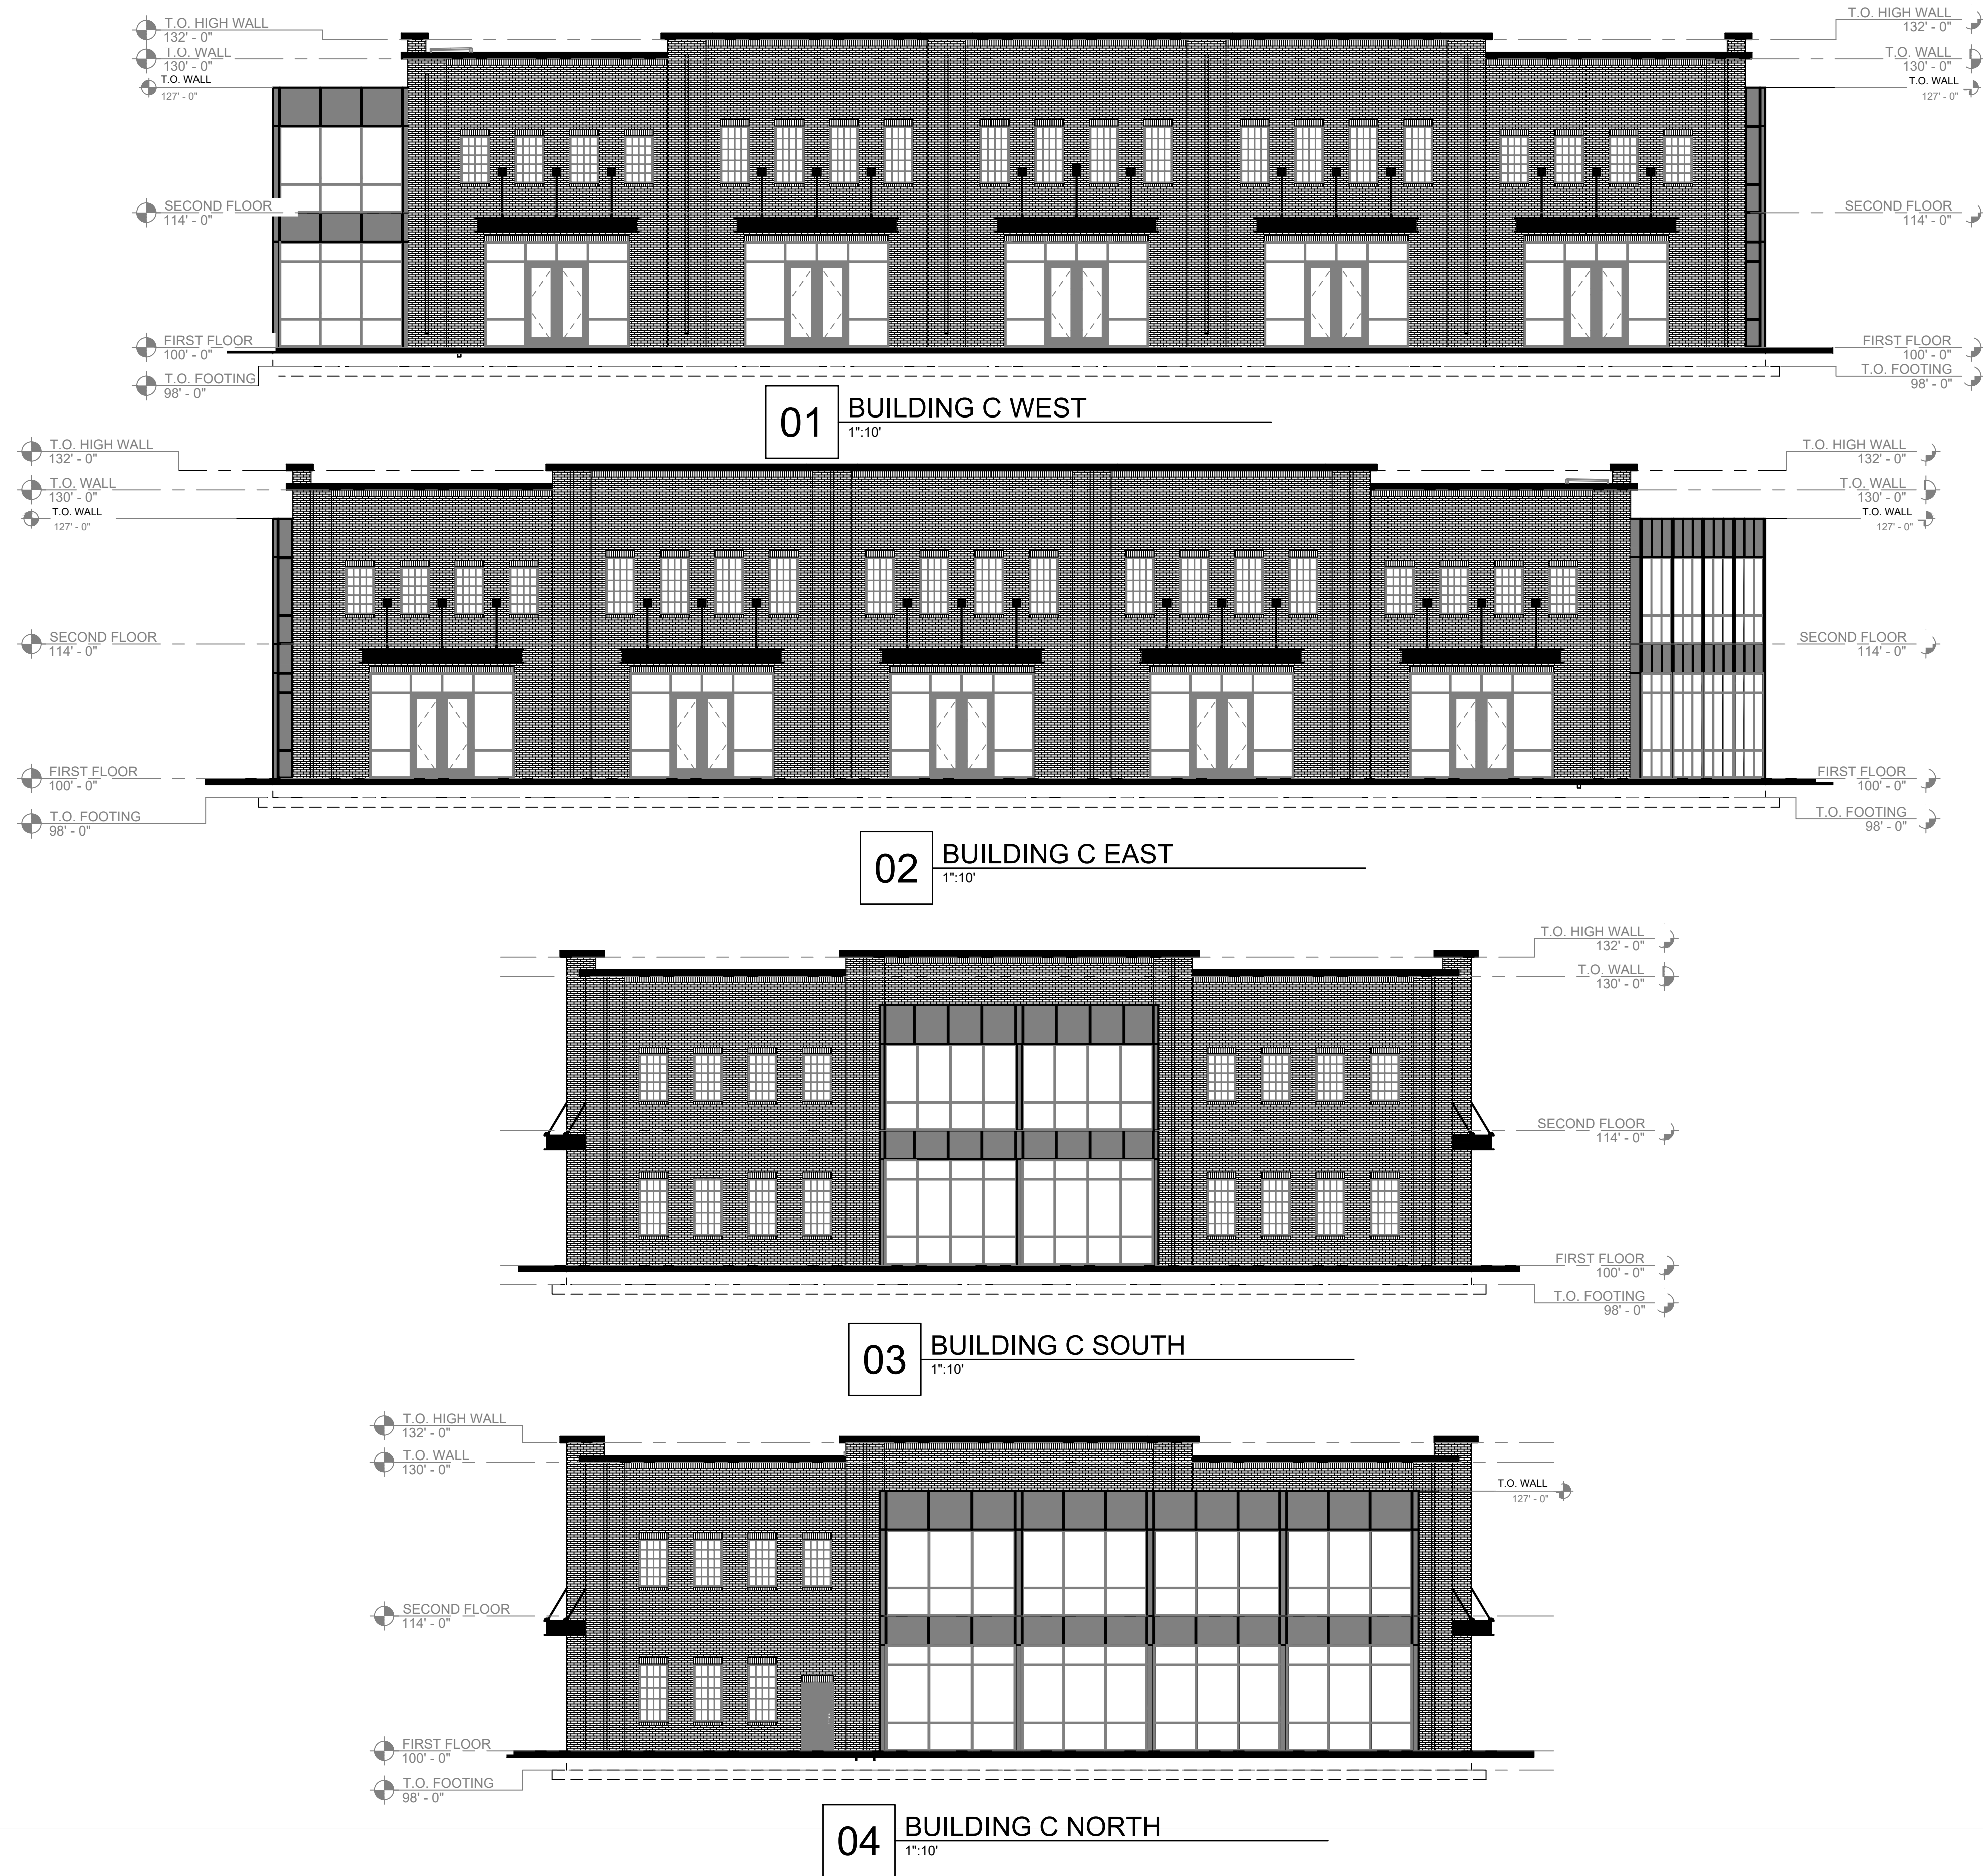 T.O. HIGH WALL
132' - 0"
T.O. WALL
130' - 0"
T.O. WALL
127' - 0"
SECOND FLOOR
114' - 0"
FIRST FLOOR
100' - 0"
T.O. FOOTING
98' - 0"
T.O. HIGH WALL
132' - 0"
T.O. WALL
130' - 0"
T.O. WALL
127' - 0"
SECOND FLOOR
114' - 0"
FIRST FLOOR
100' - 0"
T.O. FOOTING
98' - 0"
01
BUILDING C WEST
1":10'
T.O. HIGH WALL
132' - 0"
T.O. WALL
130' - 0"
T.O. WALL
127' - 0"
SECOND FLOOR
114' - 0"
FIRST FLOOR
100' - 0"
T.O. FOOTING
98' - 0"
T.O. HIGH WALL
132' - 0"
T.O. WALL
130' - 0"
T.O. WALL
127' - 0"
SECOND FLOOR
114' - 0"
FIRST FLOOR
100' - 0"
T.O. FOOTING
98' - 0"
02
BUILDING C EAST
1":10'
T.O. HIGH WALL
132' - 0"
T.O. WALL
130' - 0"
SECOND FLOOR
114' - 0"
FIRST FLOOR
100' - 0"
T.O. FOOTING
98' - 0"
03
BUILDING C SOUTH
1":10'
T.O. HIGH WALL
132' - 0"
T.O. WALL
130' - 0"
SECOND FLOOR
114' - 0"
FIRST FLOOR
100' - 0"
T.O. FOOTING
98' - 0"
T.O. WALL
127' - 0"
04
BUILDING C NORTH
1":10'